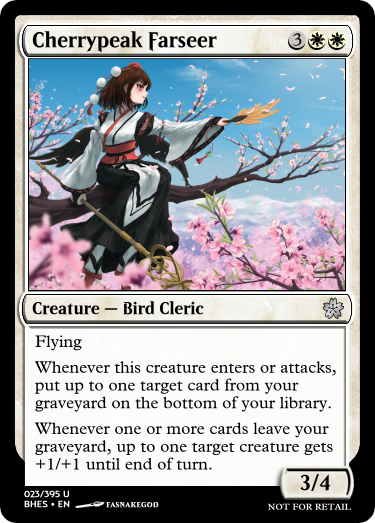 Cherrypeak Farseer 3
Creature — Bird Cleric
Flying
Whenever this creature enters or attacks,
put up to one target card from your
graveyard on the bottom of your library.
Whenever one or more cards leave your
graveyard, up to one target creature gets
+1/+1 until end of turn.
3/4
023/395 U
BHES • EN FASNAKEGOD
NOT FOR RETAIL